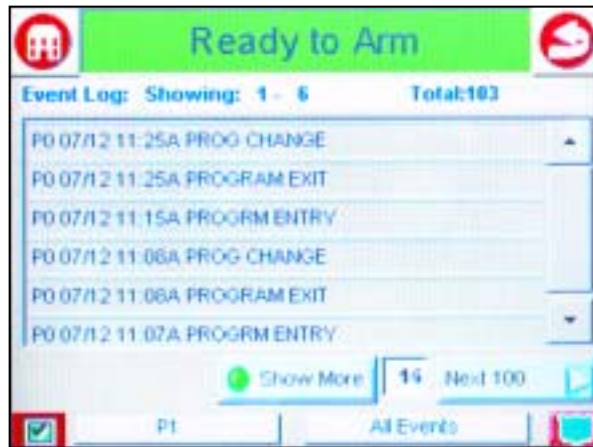 Ready to Arm
Event Log: Showing: 1 - 6 Total:103
P0 07/12 11:25A PROG CHANGE
P0 07/12 11:25A PROGRAM EXIT
P0 07/12 11:15A PROGRM ENTRY
P0 07/12 11:08A PROG CHANGE
P0 07/12 11:08A PROGRAM EXIT
P0 07/12 11:07A PROGRM ENTRY
Show More Next 100
P1 All Events